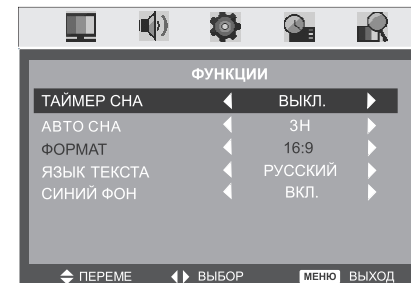 ФУНКЦИИ
ТАЙМЕР СНА ВЫКЛ.
АВТО СНА 3H
ФОРМАТ 16:9
ЯЗЫК ТЕКСТА РУССКИЙ
СИНИЙ ФОН ВКЛ.
ПЕРЕМЕ ВЫБОР МЕНЮ ВЫХОД